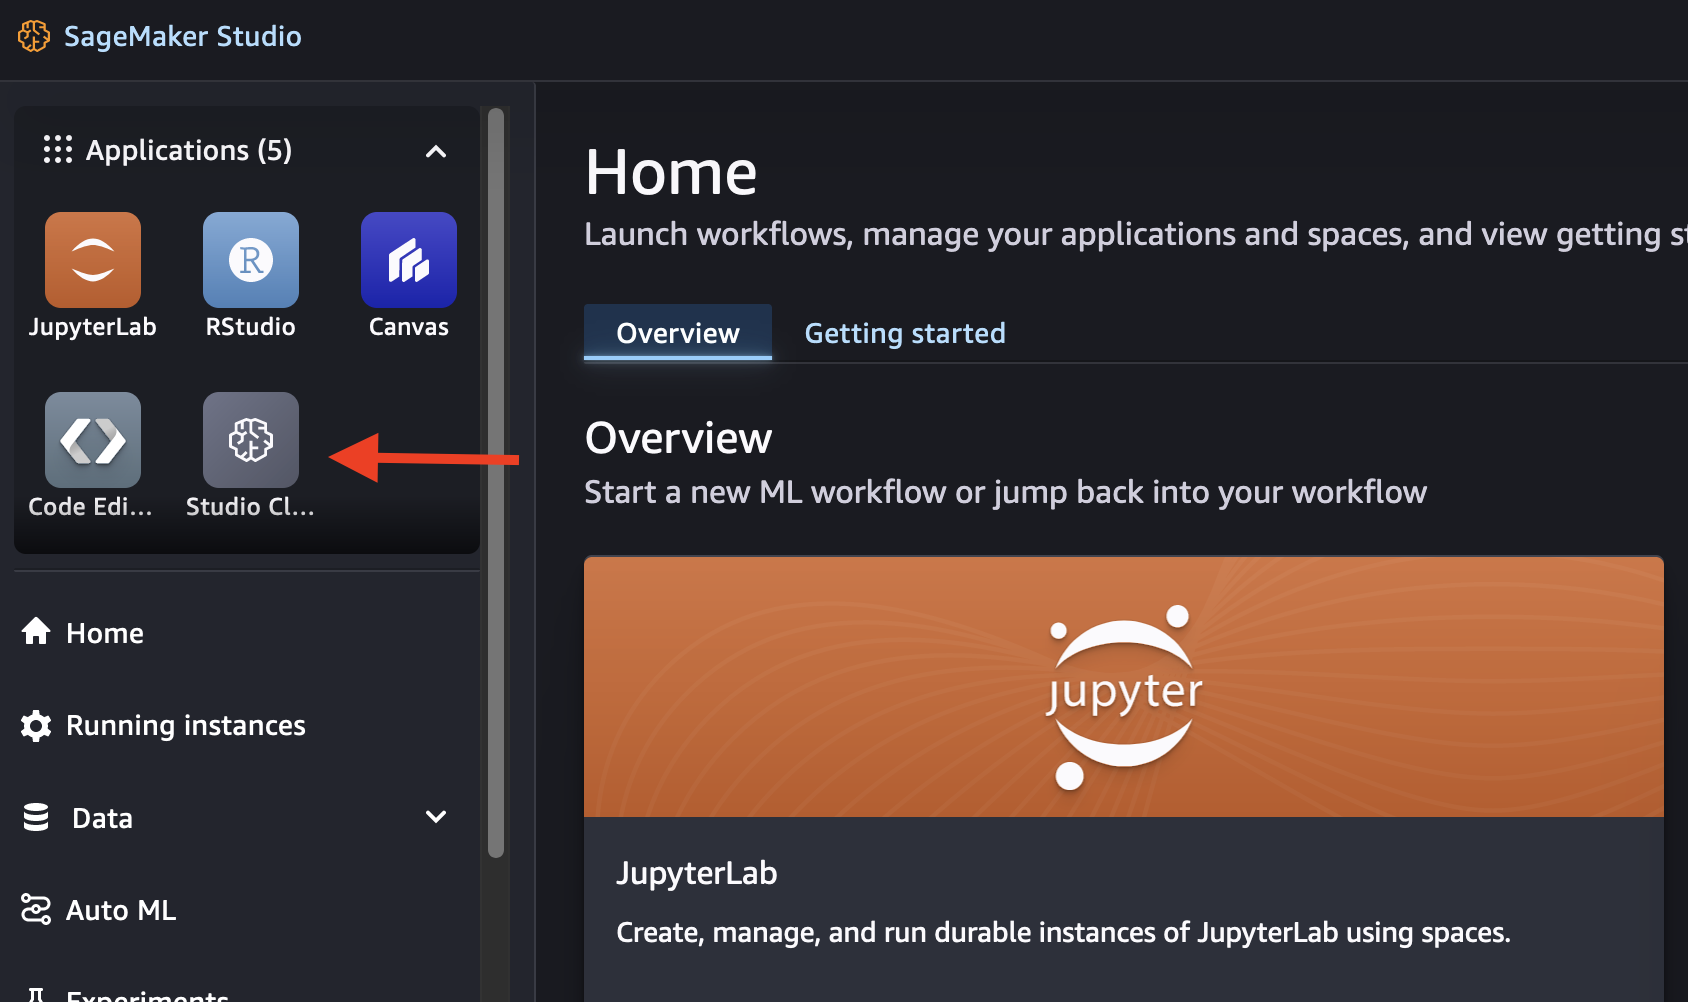 SageMaker Studio
Applications (5)
JupyterLab
R
RStudio
Canvas
Code Edi...
Studio Cl...
Home
Running instances
Data
Auto ML
Experiments
Home
Launch workflows, manage your applications and spaces, and view getting st
Overview
Getting started
Overview
Start a new ML workflow or jump back into your workflow
jupyter
JupyterLab
Create, manage, and run durable instances of JupyterLab using spaces.